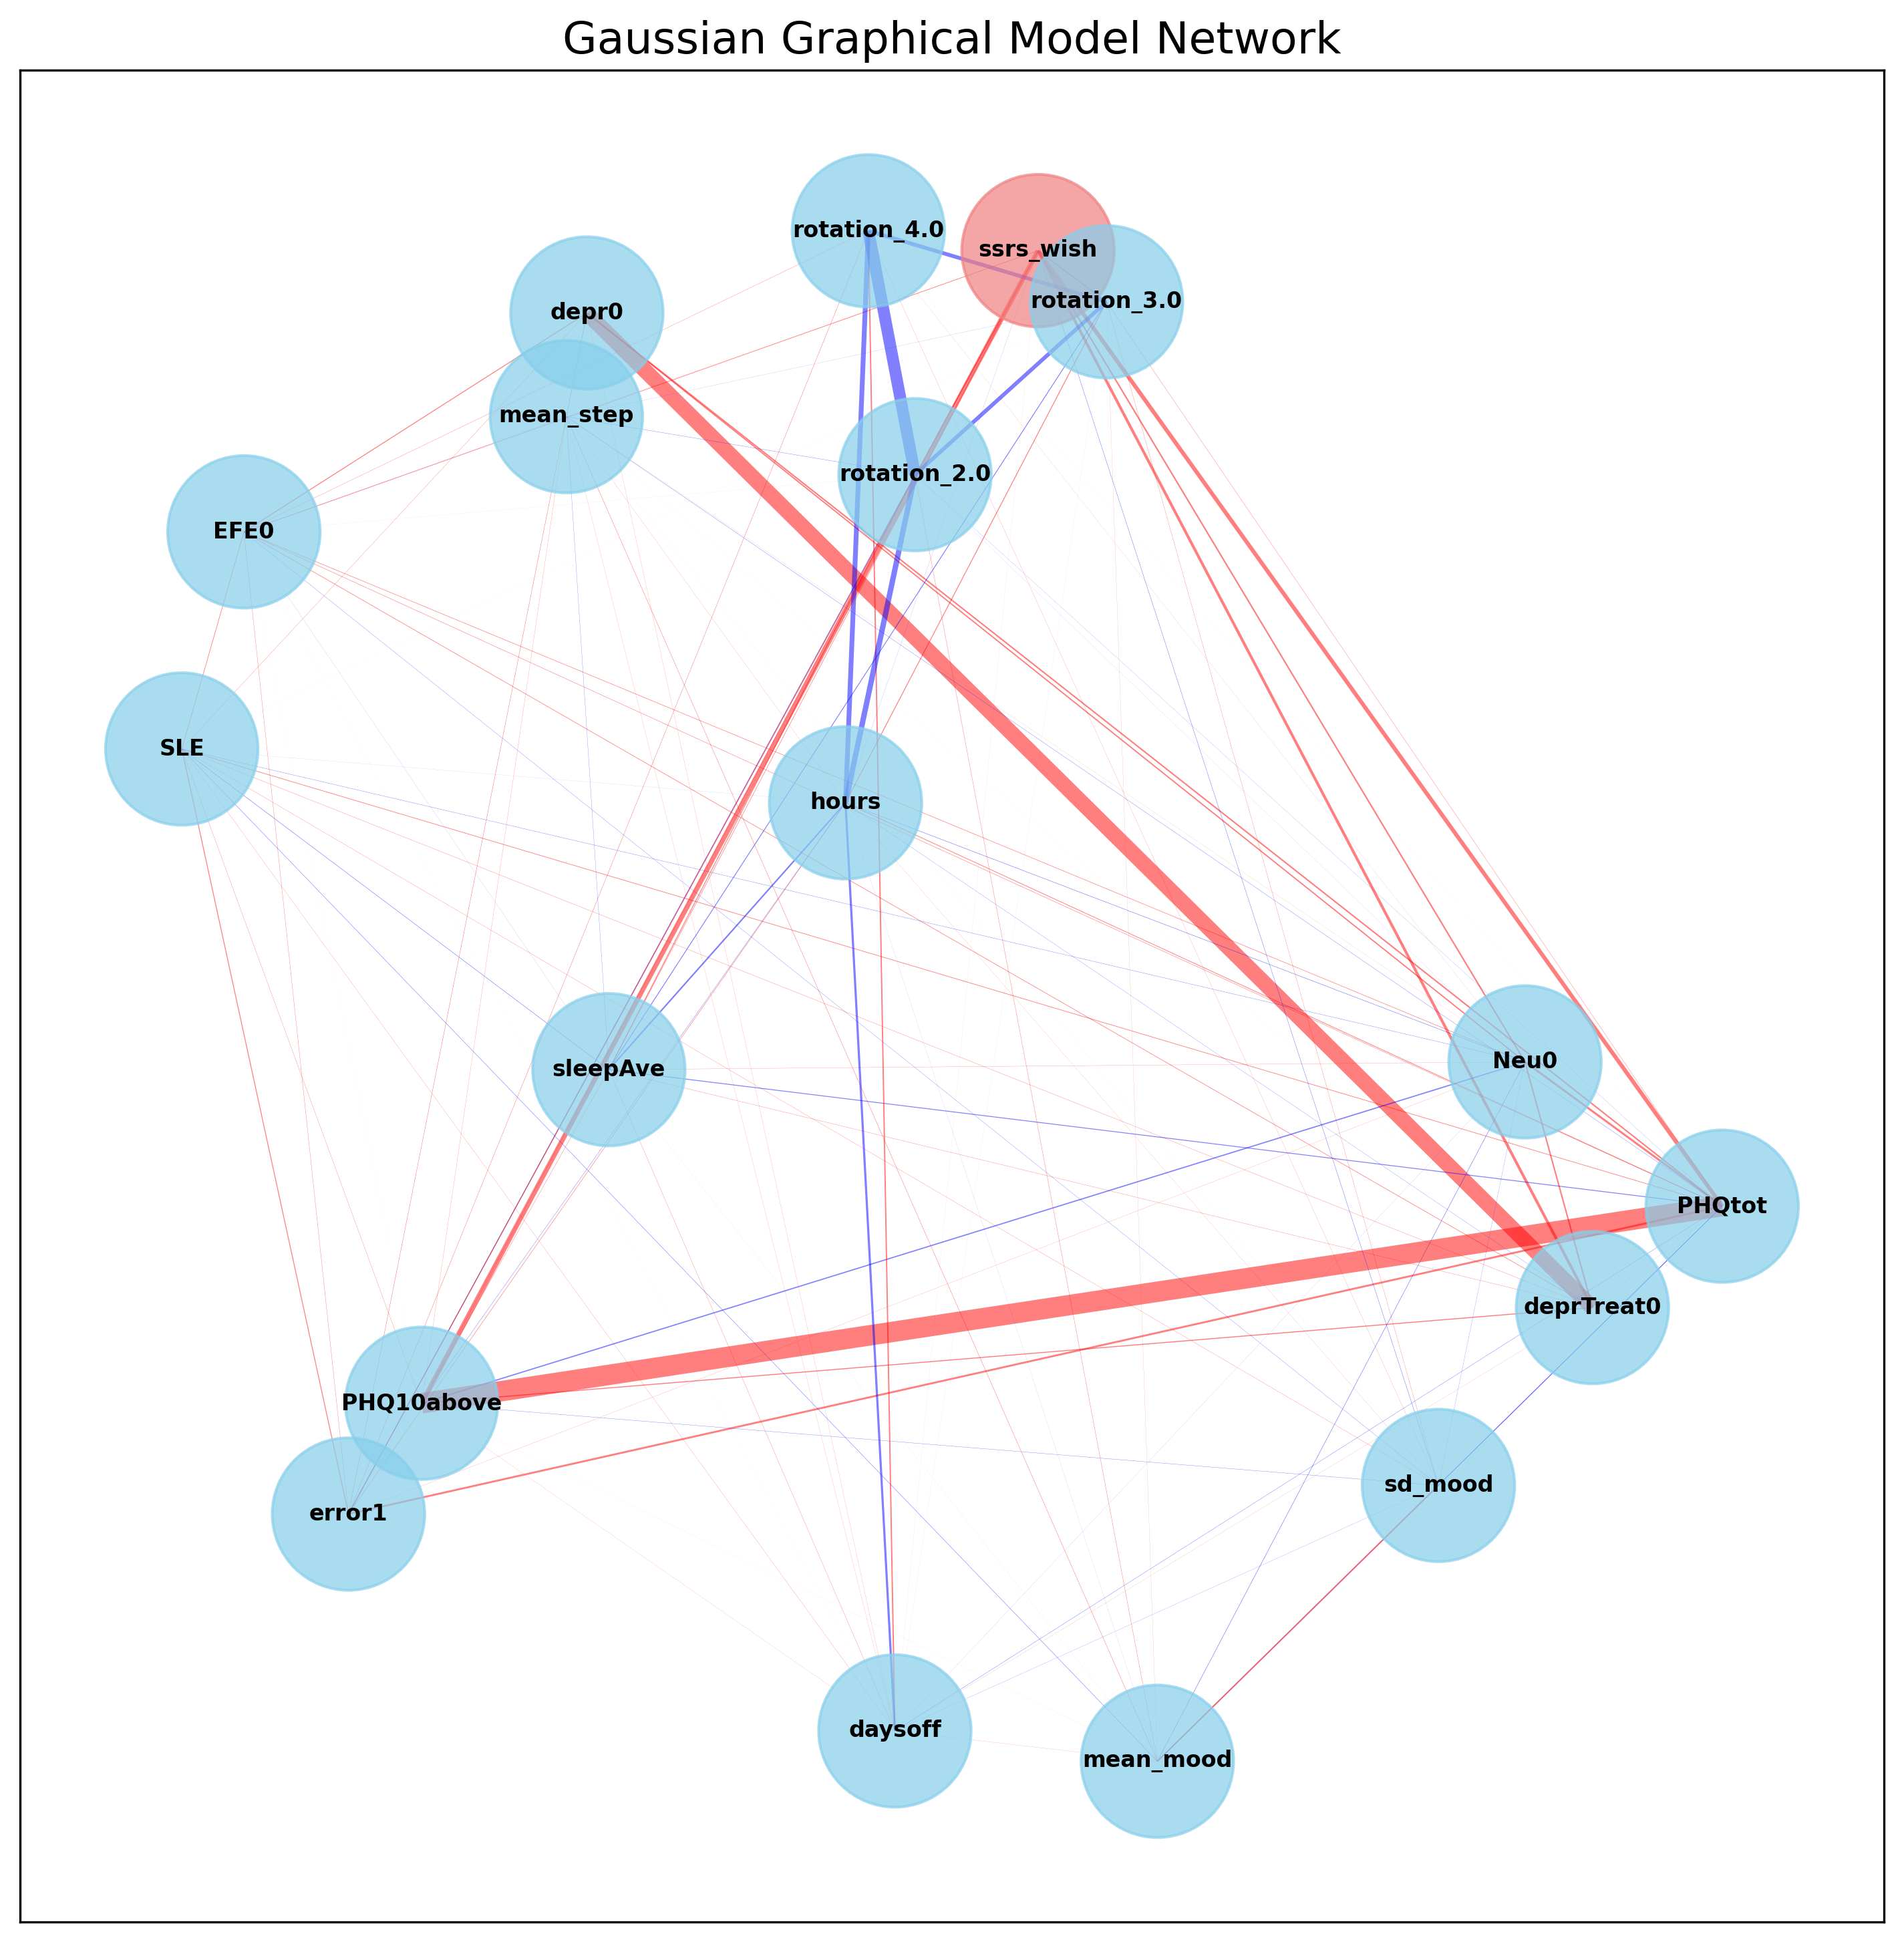 Gaussian Graphical Model Network
rotation_4.0
ssrs_wish
rotation_3.0
depr0
mean_step
rotation_2.0
EFE0
SLE
hours
sleepAve
Neu0
PHQtot
deprTreat0
PHQ10above
sd_mood
error1
daysoff
mean_mood